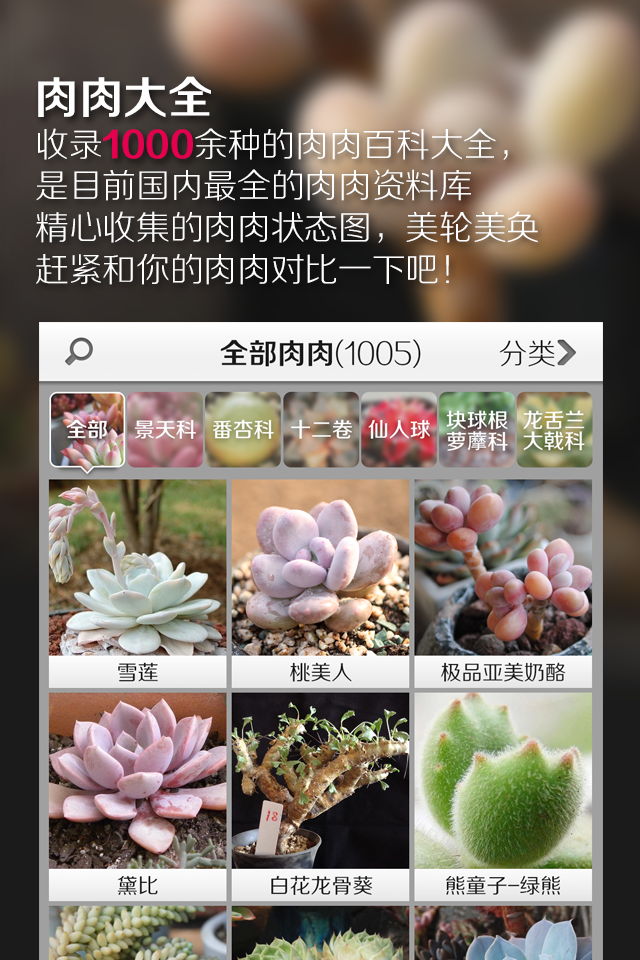 肉肉大全
收录1000余种的肉肉百科大全，
是目前国内最全的肉肉资料库
精心收集的肉肉状态图，美轮美奂
赶紧和你的肉肉对比一下吧！
全部肉肉(1005)
分类
全部
景天科
番杏科
十二卷
仙人球
块球根
萝藦科
龙舌兰
大戟科
雪莲
桃美人
极品亚美奶酪
18
黛比
白花龙骨葵
熊童子-绿熊